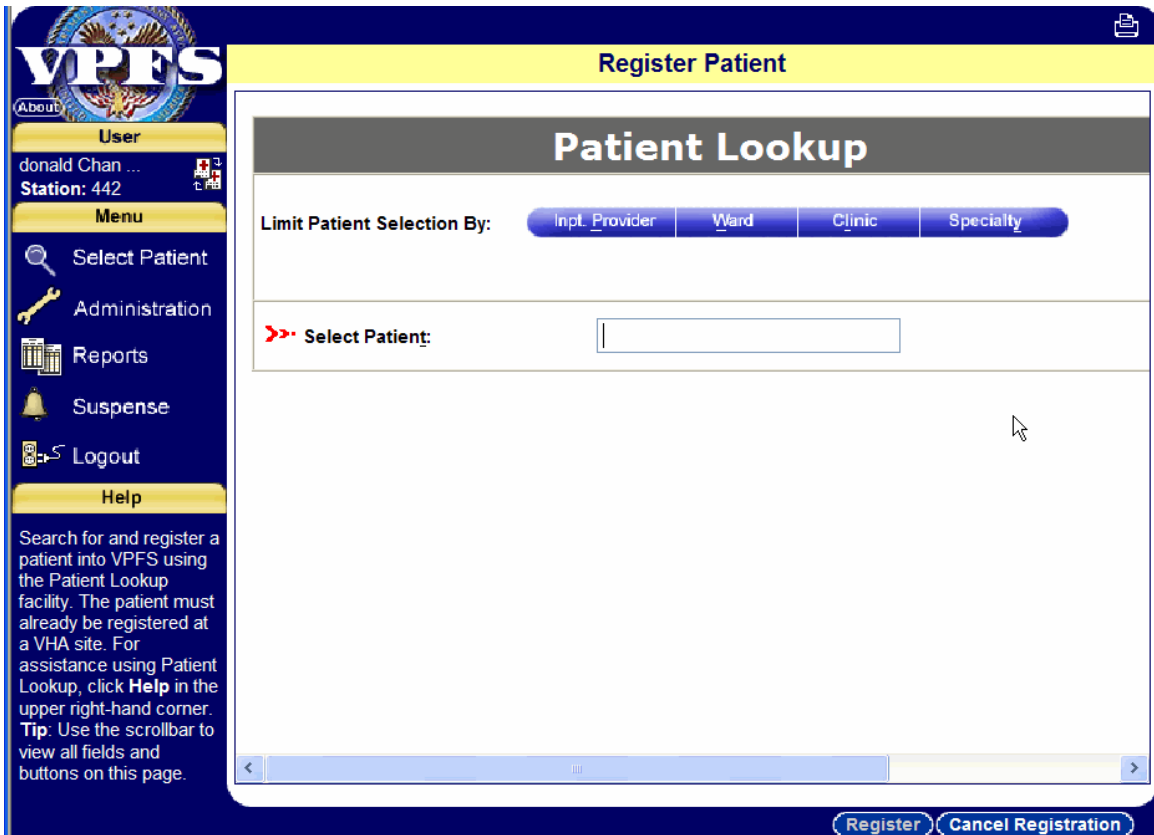 VPFS
About
Register Patient
User
donald Chan ...
Station: 442
Menu
Select Patient
Administration
Reports
Suspense
Logout
Help
Search for and register a
patient into VPFS using
the Patient Lookup
facility. The patient must
already be registered at
a VHA site. For
assistance using Patient
Lookup, click Help in the
upper right-hand corner.
Tip: Use the scrollbar to
view all fields and
buttons on this page.
Patient Lookup
Limit Patient Selection By: Inpt. Provider Ward Clinic Specialty
Select Patient:
Register Cancel Registration